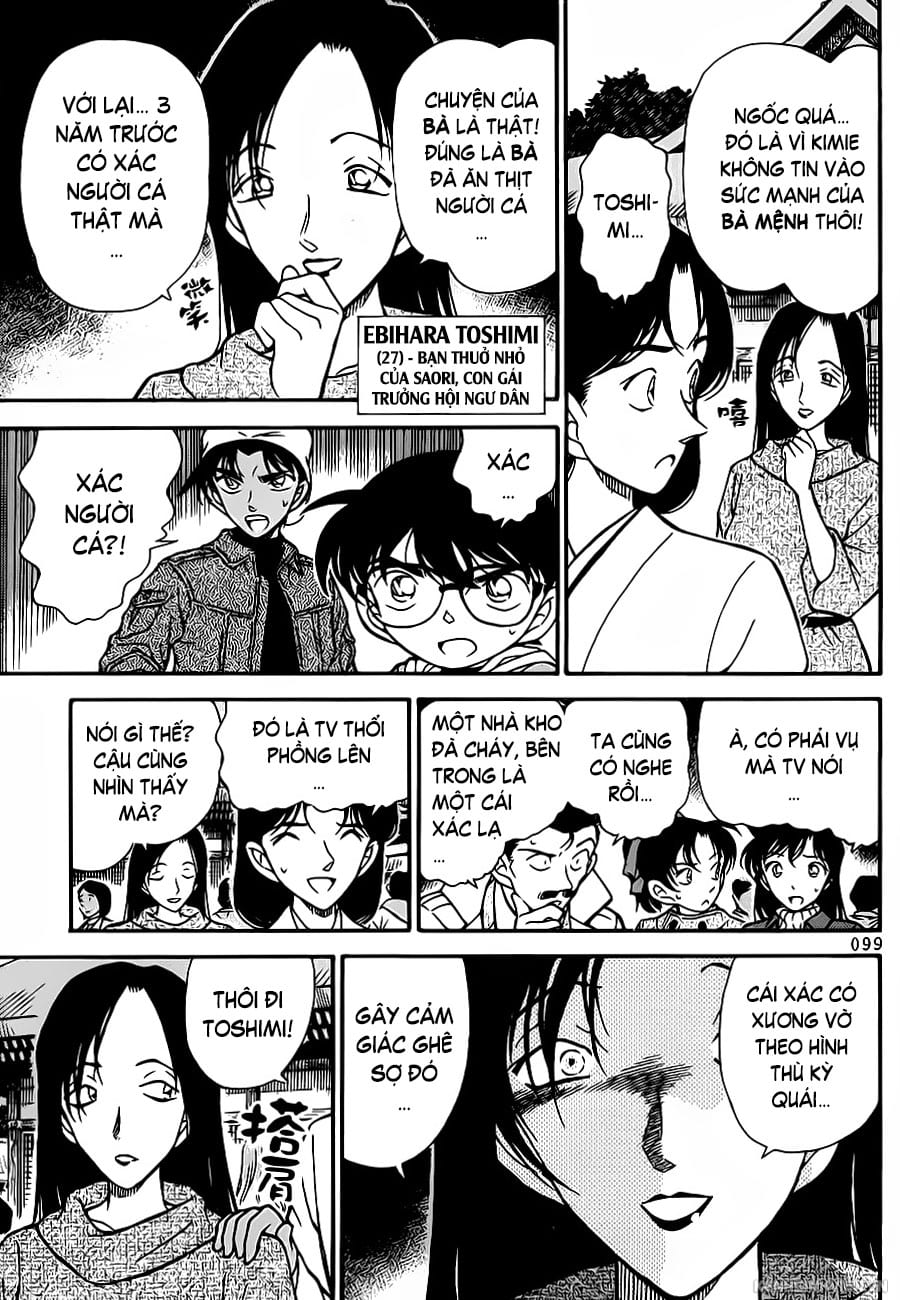 NGỐC QUÁ...
ĐÓ LÀ VÌ KIMIE
KHÔNG TIN VÀO
SỨC MẠNH CỦA
BÀ MỆNH THÔI!
TOSHI-
MI...
嘻
CHUYỆN CỦA
BÀ LÀ THẬT!
ĐÚNG LÀ BÀ
ĐÃ ĂN THỊT
NGƯỜI CÁ
...
VỚI LẠI... 3
NĂM TRƯỚC
CÓ XÁC
NGƯỜI CÁ
THẬT MÀ
...
微笑
EBIHARA TOSHIMI
(27) - BẠN THUỞ NHỎ
CỦA SAORI, CON GÁI
TRƯỞNG HỘI NGƯ DÂN
XÁC
...
XÁC
NGƯỜI
CÁ?!
À, CÓ PHẢI VỤ
MÀ TV NÓI
...
TA CŨNG
CÓ NGHE
RỒI...
MỘT NHÀ KHO
ĐÃ CHÁY, BÊN
TRONG LÀ
MỘT CÁI
XÁC LẠ
...
ĐÓ LÀ TV THỔI
PHỒNG LÊN
...
NÓI GÌ THẾ?
CẬU CŨNG
NHÌN THẤY
MÀ?
099
CÁI XÁC CÓ
XƯƠNG VỠ
THEO HÌNH
THÙ KỲ
QUÁI...
GÂY CẢM
GIÁC GHÊ
SỢ ĐÓ
...
THÔI ĐI
TOSHIMI!
搭肩